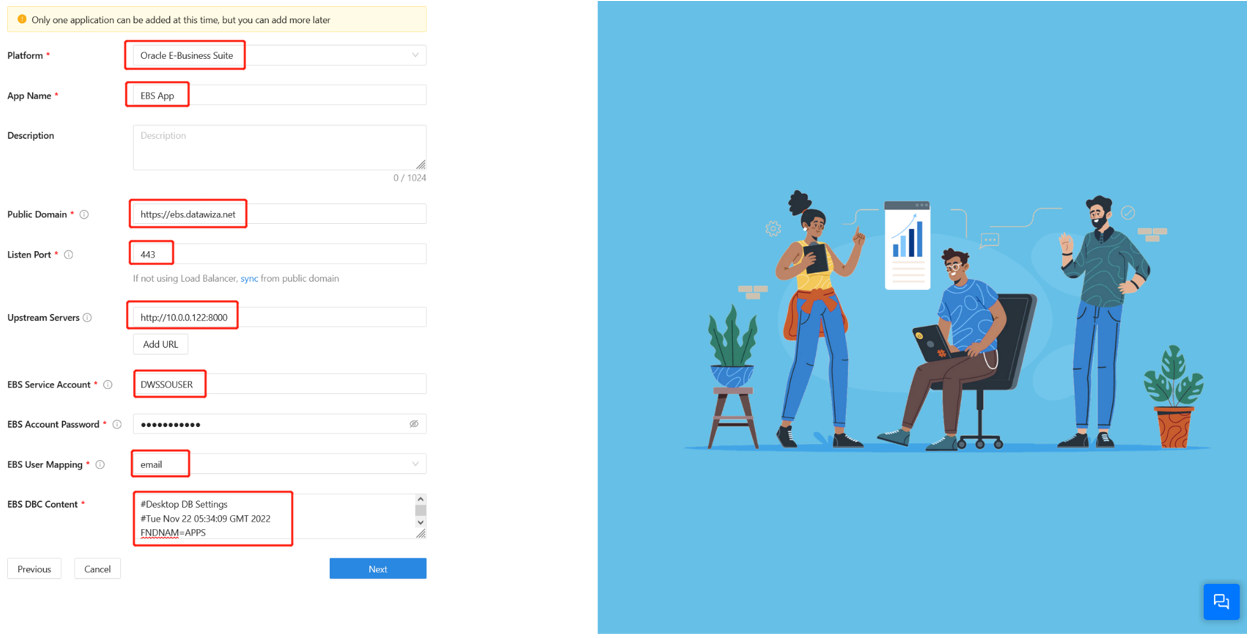 Only one application can be added at this time, but you can add more later
Platform * Oracle E-Business Suite
App Name * EBS App
Description Description
0 / 1024
Public Domain * https://ebs.datawiza.net
Listen Port * 443
If not using Load Balancer, sync from public domain
Upstream Servers http://10.0.0.122:8000
Add URL
EBS Service Account * DWSSOUSER
EBS Account Password * •••••••••••
EBS User Mapping * email
EBS DBC Content * #Desktop DB Settings
#Tue Nov 22 05:34:09 GMT 2022
FNDNAM=APPS
Previous Cancel Next